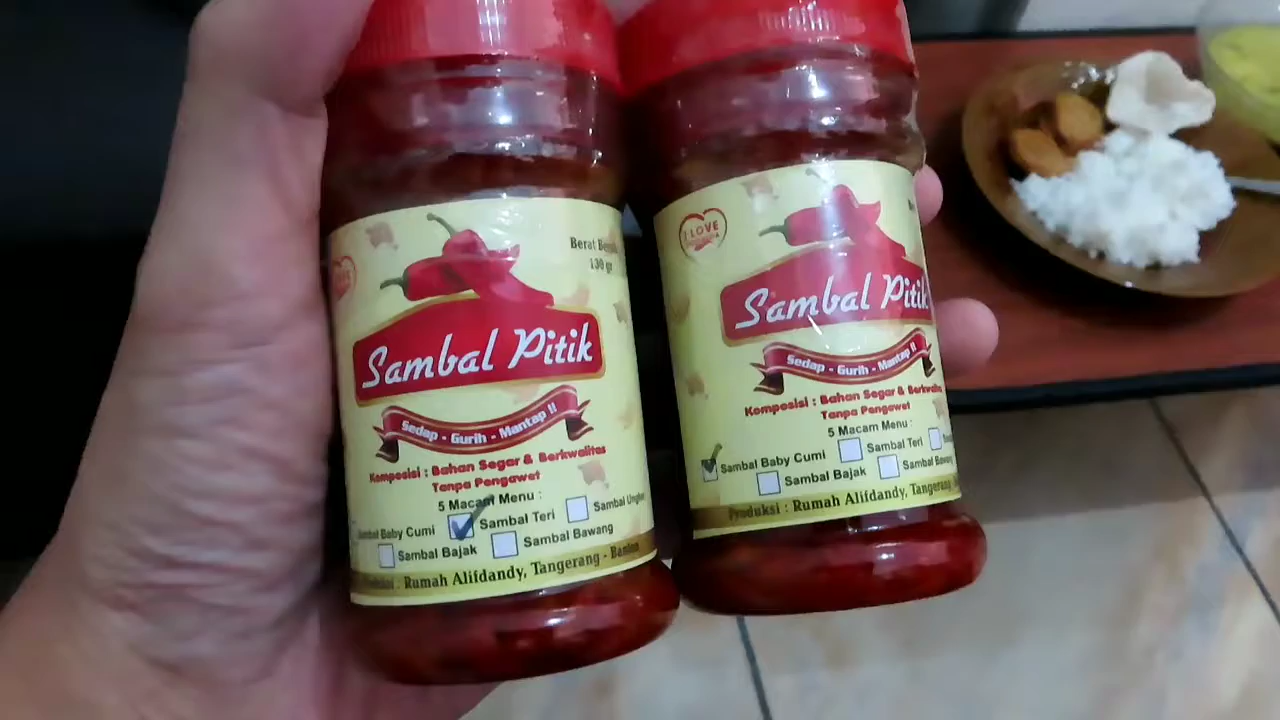 Berat Bersih
130 gr
Sambal Pitik
Sedap - Gurih - Mantap !!
Komposisi : Bahan Segar & Berkwalitas
Tanpa Pengawet
5 Macam Menu :
Sambal Baby Cumi
Sambal Teri
Sambal
Sambal Bajak
Sambal Bawang
: Rumah Alifdandy, Tangerang - Banten
I LOVE
INDONESIA
Sambal Pitik
Sedap - Gurih - Mantap !!
Komposisi : Bahan Segar & Berkwalitas
Tanpa Pengawet
5 Macam Menu :
Sambal Baby Cumi
Sambal Teri
Sambal Bajak
Sambal Bawang
Produksi : Rumah Alifdandy, Tangerang